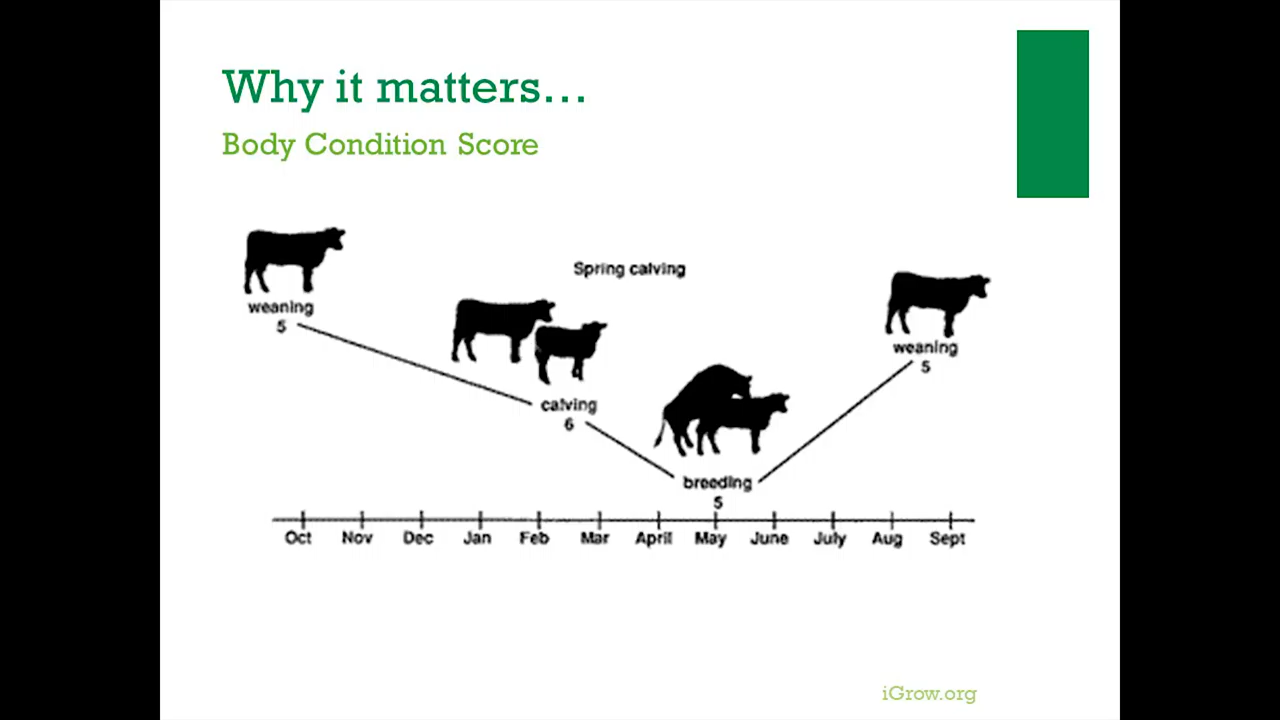 Why it matters...
Body Condition Score
Spring calving
weaning
5
calving
6
breeding
5
weaning
5
Oct Nov Dec Jan Feb Mar April May June July Aug Sept
iGrow.org